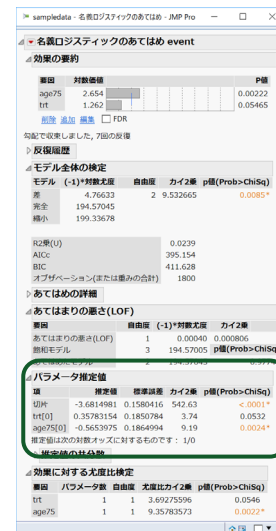 sampledata - 名義ロジスティックのあてはめ - JMP Pro
名義ロジスティックのあてはめ event
効果の要約
要因 対数価値 P値
age75 2.654 0.00222
trt 1.262 0.05465
削除 追加 編集 FDR
勾配で収束しました, 7回の反復
反復履歴
モデル全体の検定
モデル (-1)*対数尤度 自由度 カイ2乗 p値(Prob>ChiSq)
差 4.76633 2 9.532665 0.0085*
完全 194.57045
縮小 199.33678
R2乗(U) 0.0239
AICc 395.154
BIC 411.628
オブザベーション(または重みの合計) 1800
あてはめの詳細
あてはまりの悪さ(LOF)
要因 自由度 (-1)*対数尤度 カイ2乗
あてはまりの悪さ(LOF) 1 0.00040 0.000806
飽和モデル 3 194.57005 p値(Prob>ChiSq)
パラメータ推定値
項 推定値 標準誤差 カイ2乗 p値(Prob>ChiSq)
切片 -3.6814981 0.1580416 542.63 <.0001*
trt[0] 0.35783154 0.1850784 3.74 0.0532
age75[0] -0.5653975 0.1864994 9.19 0.0024*
推定値は次の対数オッズに対するものです： 1/0
推定値の共分散
効果に対する尤度比検定
要因 パラメータ数 自由度 尤度比カイ2乗 p値(Prob>ChiSq)
trt 1 1 3.69275596 0.0546
age75 1 1 9.35783573 0.0022*